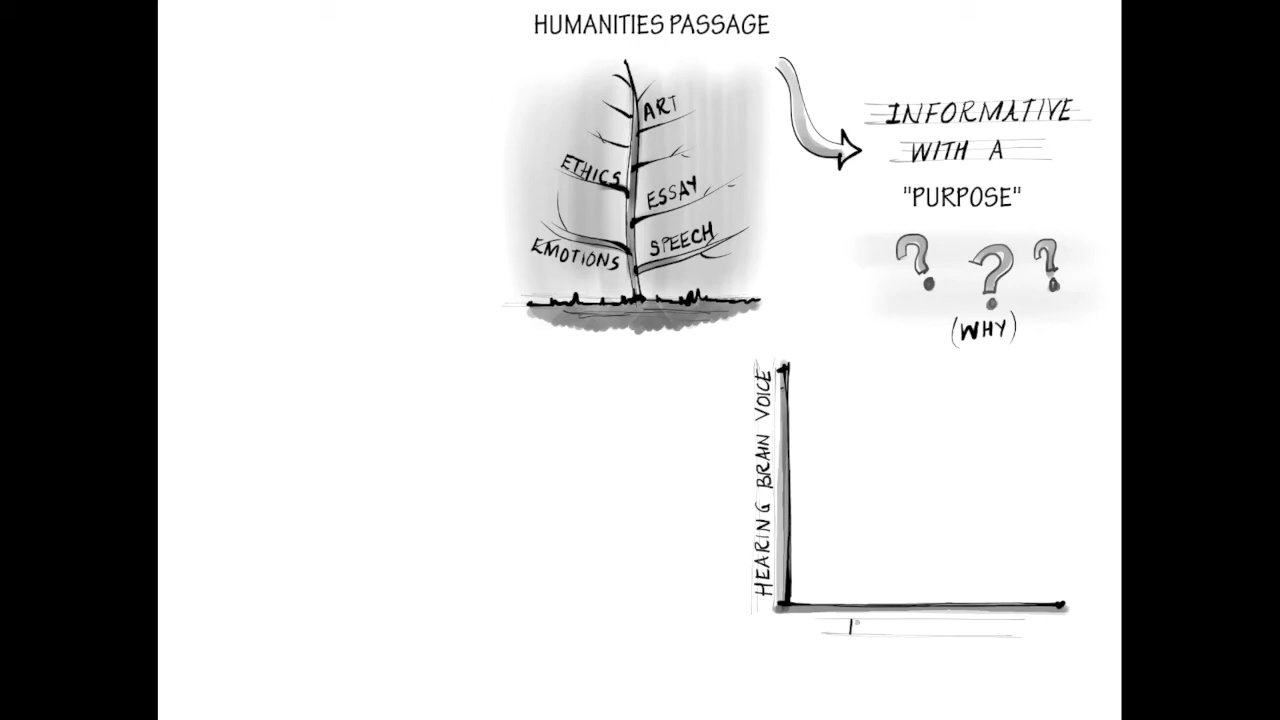 HUMANITIES PASSAGE
ART
ETHICS
ESSAY
SPEECH
EMOTIONS
INFORMATIVE
WITH A
"PURPOSE"
? ? ?
(WHY)
HEARING BRAIN VOICE